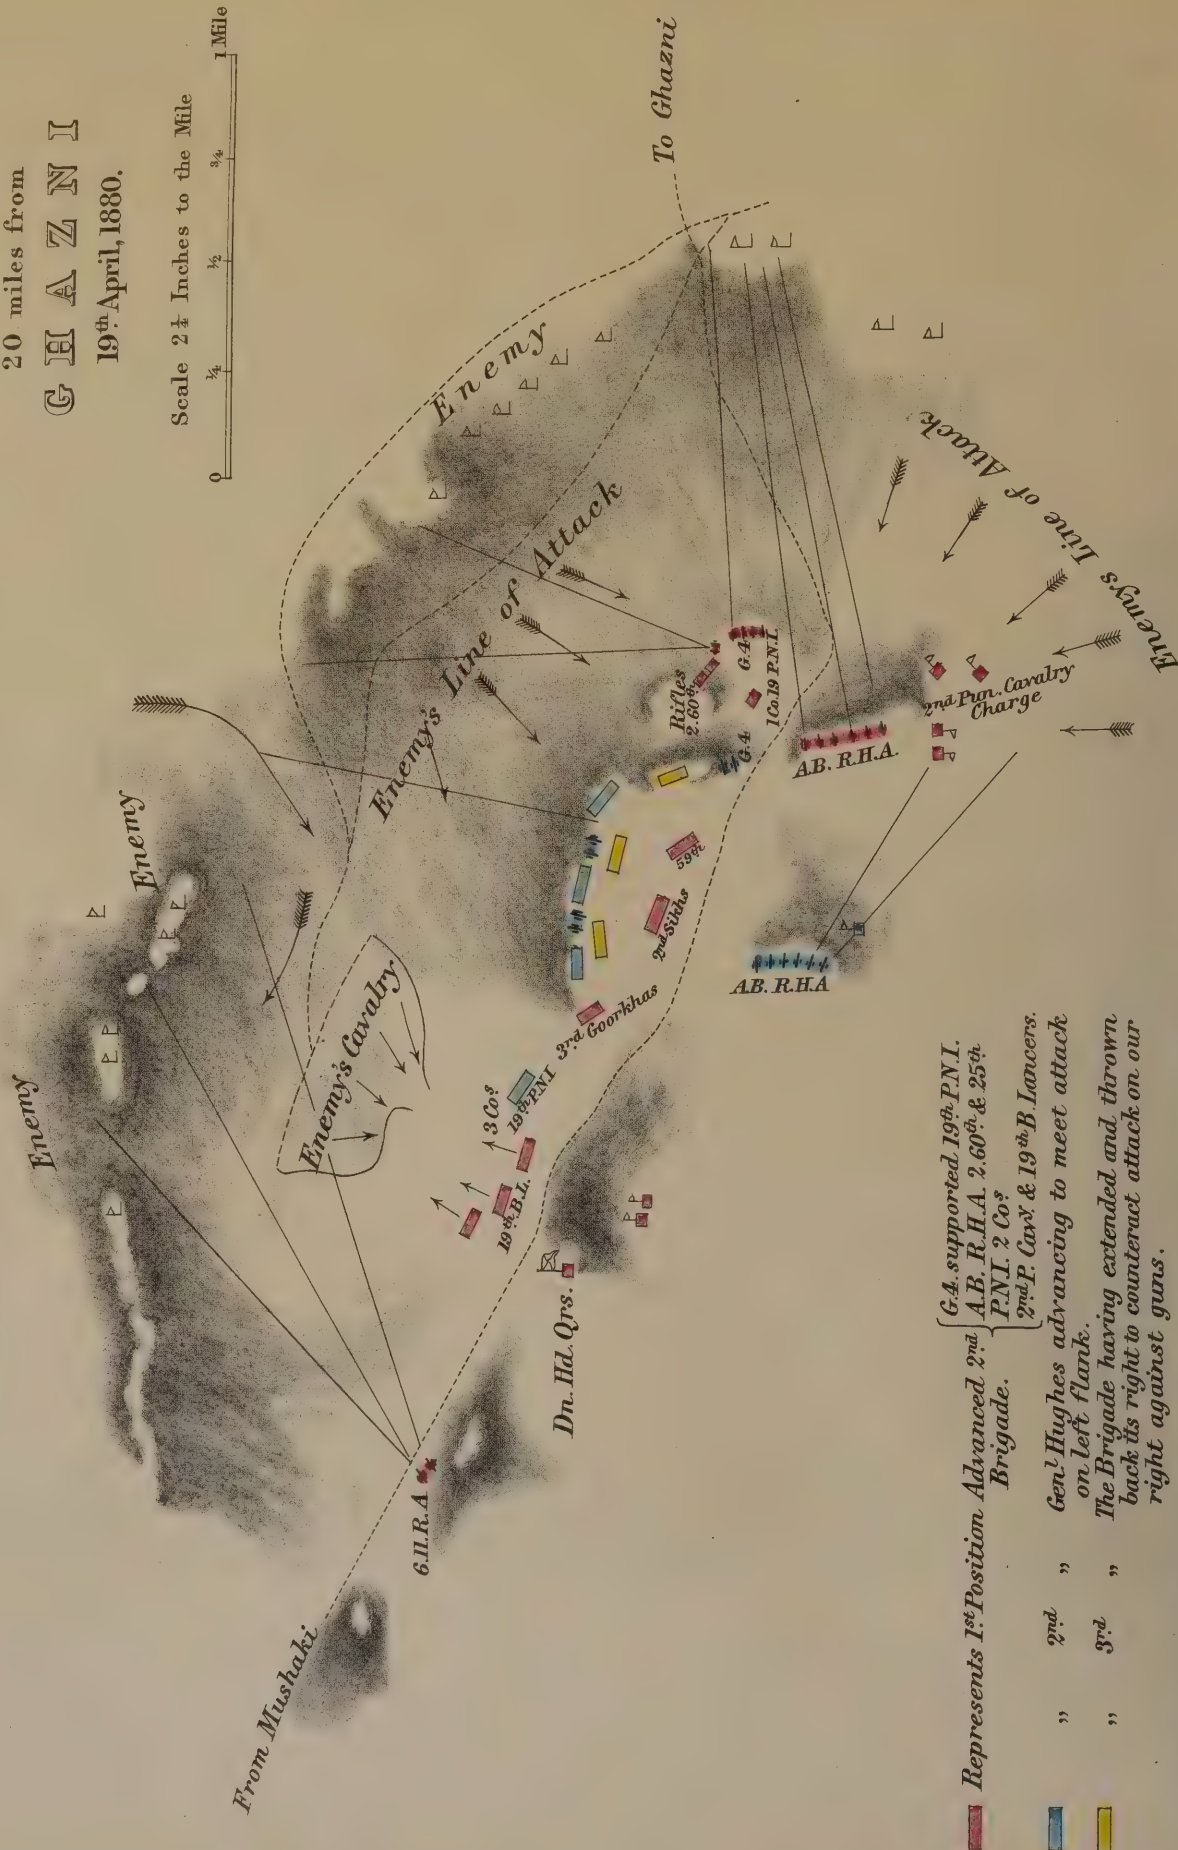 20 miles from
GHAZNI
19th April, 1880.
Scale 2¼ Inches to the Mile
0 ¼ ½ ¾ 1 Mile
Enemy
Enemy
Enemy
To Ghazni
Enemy's Line of Attack
Enemy's Cavalry
Enemys Line of Attack
Rifles
2.60th
G.4
1 Co. 19 P.N.I.
G.4
A.B. R.H.A.
2nd Pun. Cavalry
Charge
59th
2nd Sikhs
3rd Goorkhas
A.B. R.H.A
3 Cos
19th P.N.I
19th B.L.
Dn. Hd. Qrs.
6.11.R.A
From Mushaki
Represents 1st Position Advanced 2nd
Brigade.
G.4. supported 19th P.N.I.
A.B. R.H.A. 2.60th & 25th
P.N.I. 2 Cos
2nd P. Cavy. & 19th B Lancers.
„ 2nd „ Genl. Hughes advancing to meet attack
on left flank.
„ 3rd „ The Brigade having extended and thrown
back its right to counteract attack on our
right against guns.